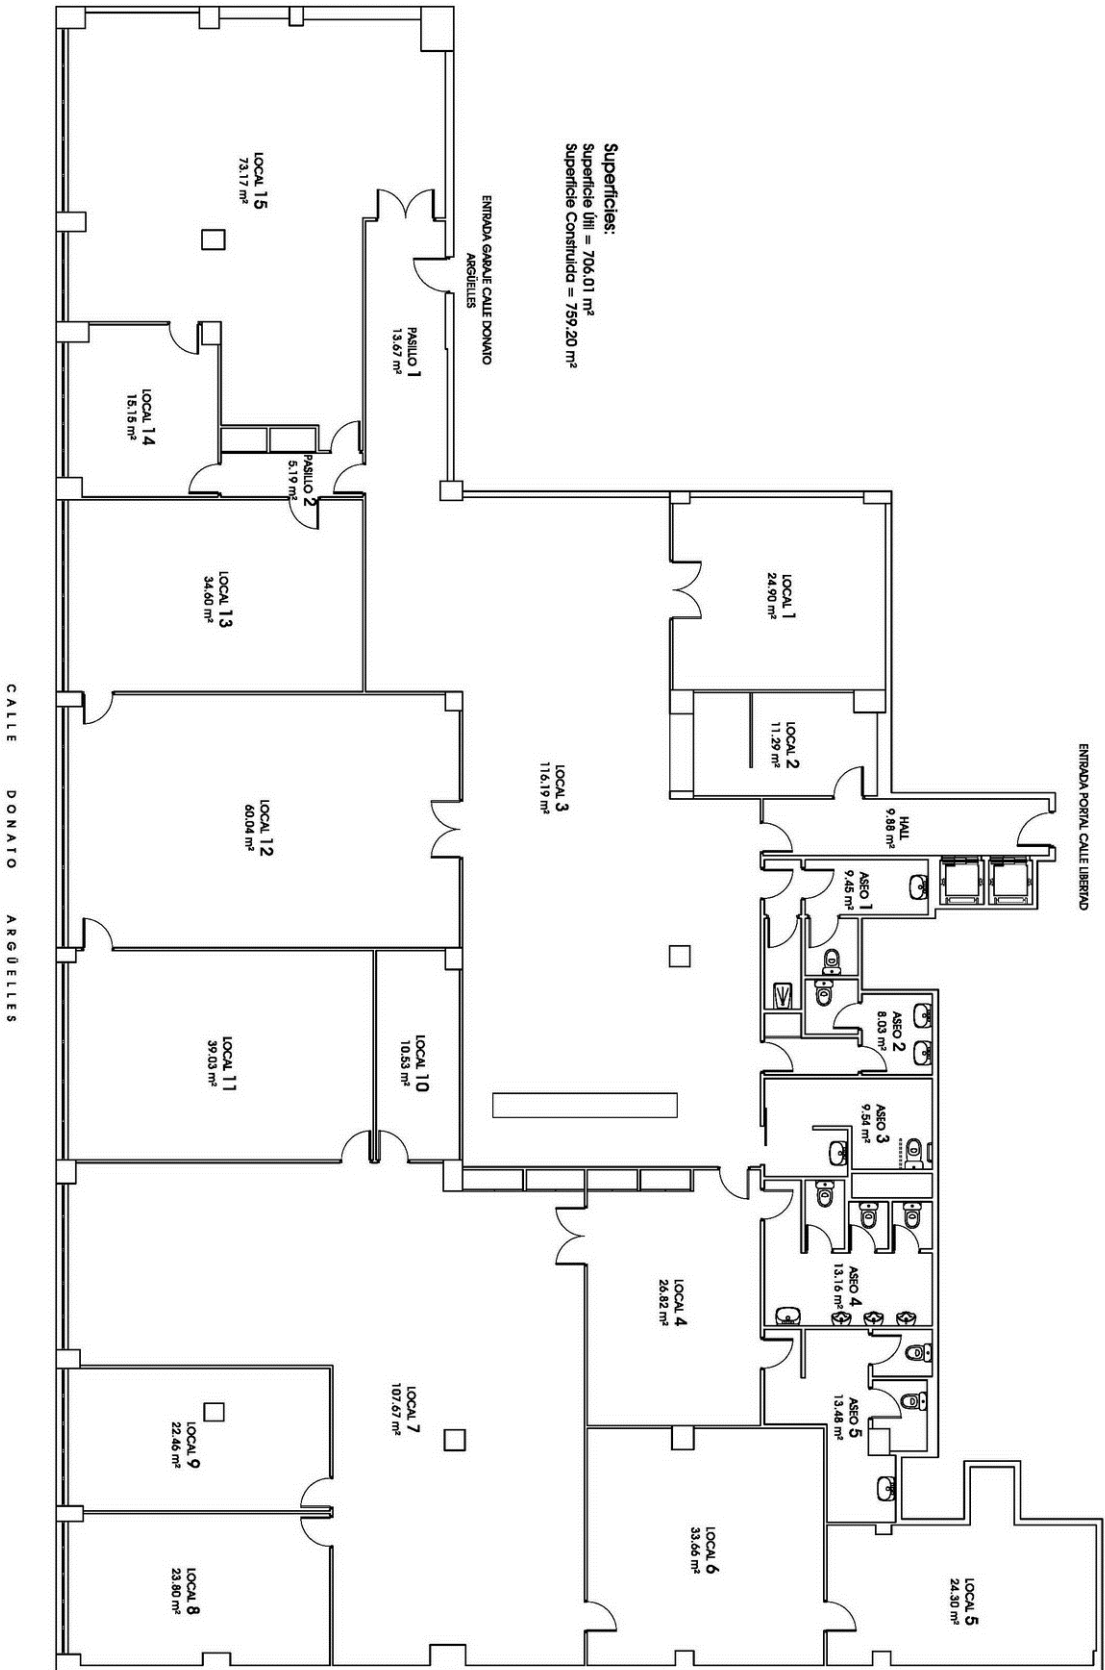 Superficies:
Superficie Útil = 706.01 m²
Superficie Construida = 759.20 m²
ENTRADA GARAJE CALLE DONATO
ARGÜELLES
ENTRADA PORTAL CALLE LIBERTAD
LOCAL 15
73.17 m²
PASILLO 1
13.67 m²
LOCAL 14
15.15 m²
PASILLO 2
5.19 m²
LOCAL 13
34.60 m²
LOCAL 1
24.90 m²
LOCAL 2
11.29 m²
HALL
9.88 m²
LOCAL 3
116.19 m²
LOCAL 12
60.04 m²
ASEO 1
9.45 m²
ASEO 2
8.03 m²
ASEO 3
9.54 m²
LOCAL 10
10.53 m²
LOCAL 11
39.03 m²
ASEO 4
13.16 m²
LOCAL 4
26.82 m²
ASEO 5
13.48 m²
LOCAL 7
107.67 m²
LOCAL 9
22.46 m²
LOCAL 6
33.66 m²
LOCAL 5
24.30 m²
LOCAL 8
23.80 m²
CALLE DONATO ARGÜELLES